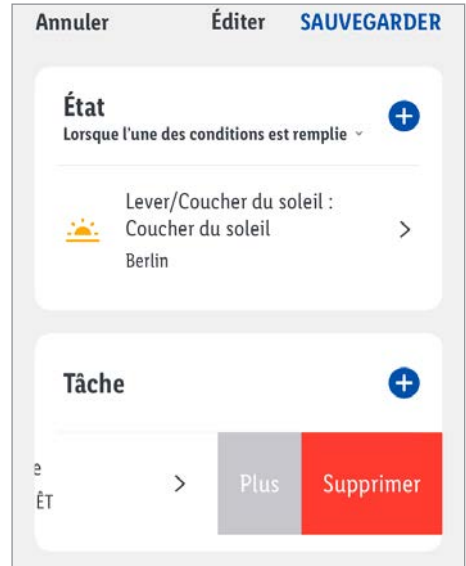 Annuler Éditer SAUVEGARDER
État
Lorsque l'une des conditions est remplie
Lever/Coucher du soleil :
Coucher du soleil
Berlin
Tâche
e
ÊT
Plus Supprimer